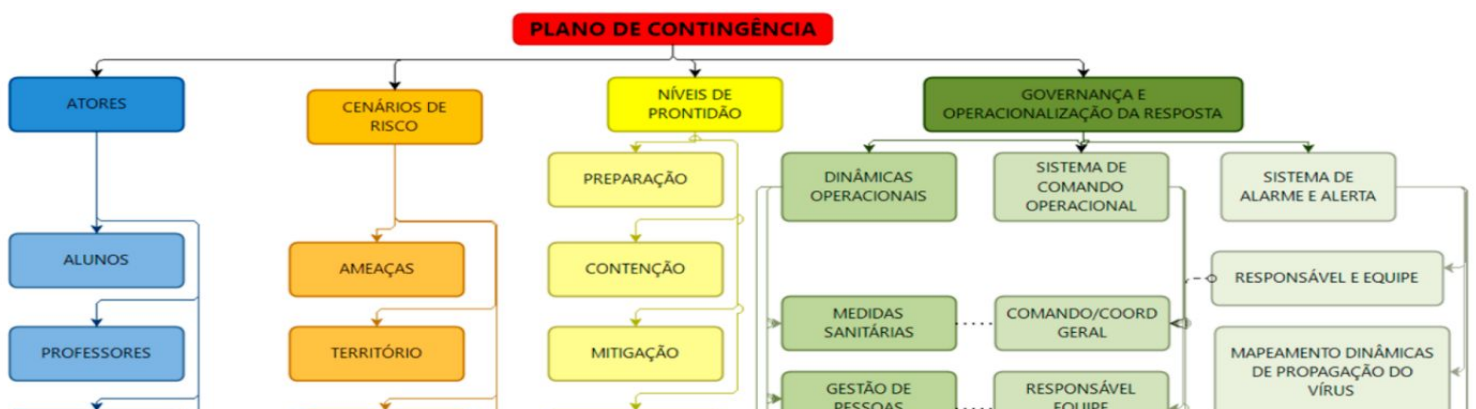 PLANO DE CONTINGÊNCIA
ATORES
CENÁRIOS DE
RISCO
NÍVEIS DE
PRONTIDÃO
GOVERNANÇA E
OPERACIONALIZAÇÃO DA RESPOSTA
PREPARAÇÃO
DINÂMICAS
OPERACIONAIS
SISTEMA DE
COMANDO
OPERACIONAL
SISTEMA DE
ALARME E ALERTA
ALUNOS
AMEAÇAS
CONTENÇÃO
RESPONSÁVEL E EQUIPE
MEDIDAS
SANITÁRIAS
COMANDO/COORD
GERAL
PROFESSORES
TERRITÓRIO
MITIGAÇÃO
MAPEAMENTO DINÂMICAS
DE PROPAGAÇÃO DO
VÍRUS
GESTÃO DE
PESSOAS
RESPONSÁVEL
EQUIPE